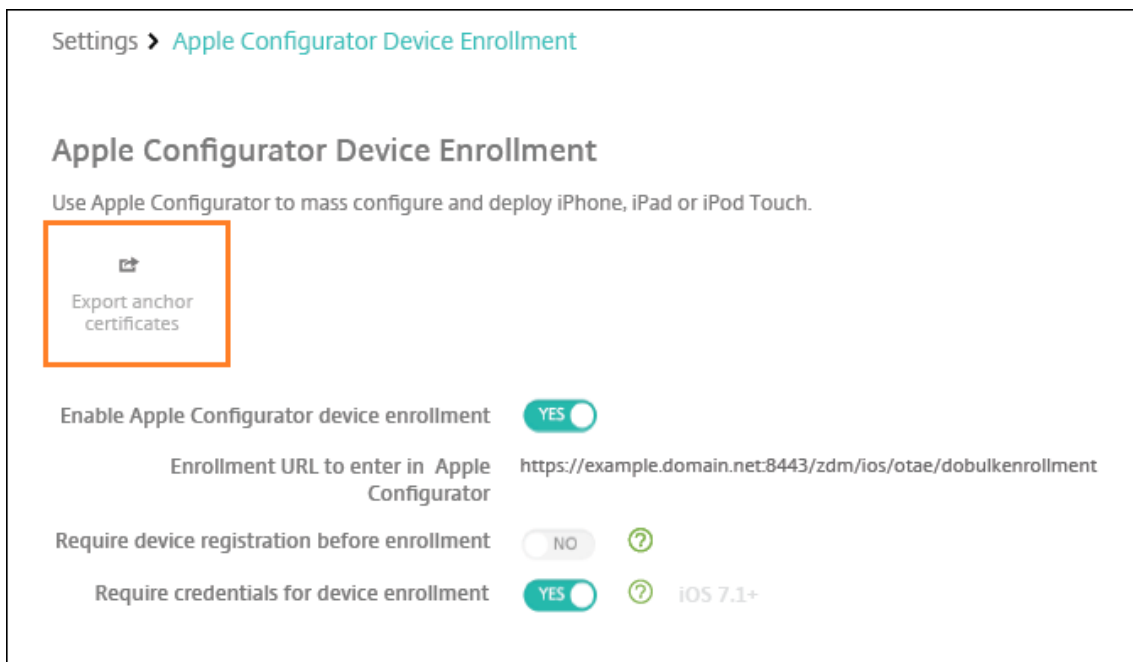 Settings > Apple Configurator Device Enrollment
Apple Configurator Device Enrollment
Use Apple Configurator to mass configure and deploy iPhone, iPad or iPod Touch.
Export anchor
certificates
Enable Apple Configurator device enrollment YES
Enrollment URL to enter in Apple https://example.domain.net:8443/zdm/ios/otae/dobulkenrollment
Configurator
Require device registration before enrollment NO ?
Require credentials for device enrollment YES ? iOS 7.1+